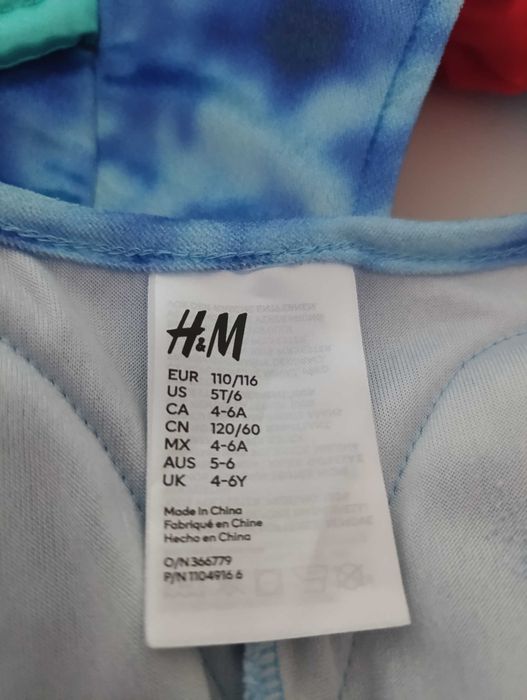 H&M
EUR 110/116
US 5T/6
CA 4-6A
CN 120/60
MX 4-6A
AUS 5-6
UK 4-6Y
Made in China
Fabriqué en Chine
Hecho en China
O/N 366779
P/N 1104916 6